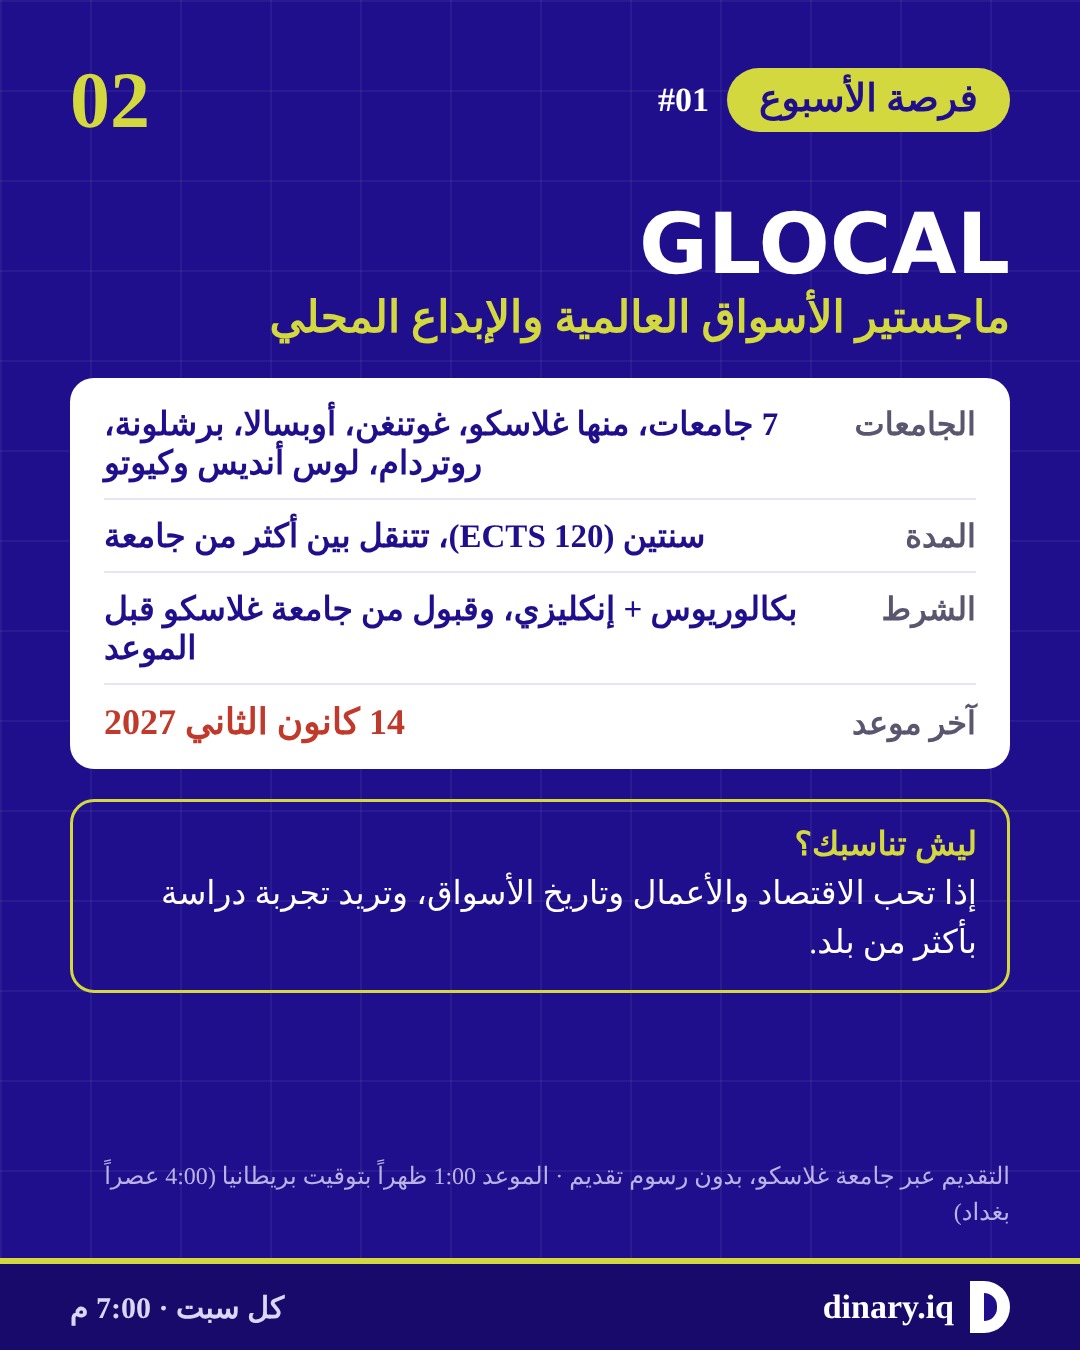 فرصة الأسبوع #01
02
GLOCAL
ماجستير الأسواق العالمية والإبداع المحلي
الجامعات
7 جامعات، منها غلاسكو، غوتنغن، أوبسالا، برشلونة،
روتردام، لوس أنديس وكيوتو
المدة
سنتين (120 ECTS)، تتنقل بين أكثر من جامعة
الشرط
بكالوريوس + إنكليزي، وقبول من جامعة غلاسكو قبل
الموعد
آخر موعد
14 كانون الثاني 2027
ليش تناسبك؟
إذا تحب الاقتصاد والأعمال وتاريخ الأسواق، وتريد تجربة دراسة
بأكثر من بلد.
التقديم عبر جامعة غلاسكو، بدون رسوم تقديم · الموعد 1:00 ظهراً بتوقيت بريطانيا (4:00 عصراً
بغداد)
dinary.iq
كل سبت · 7:00 م